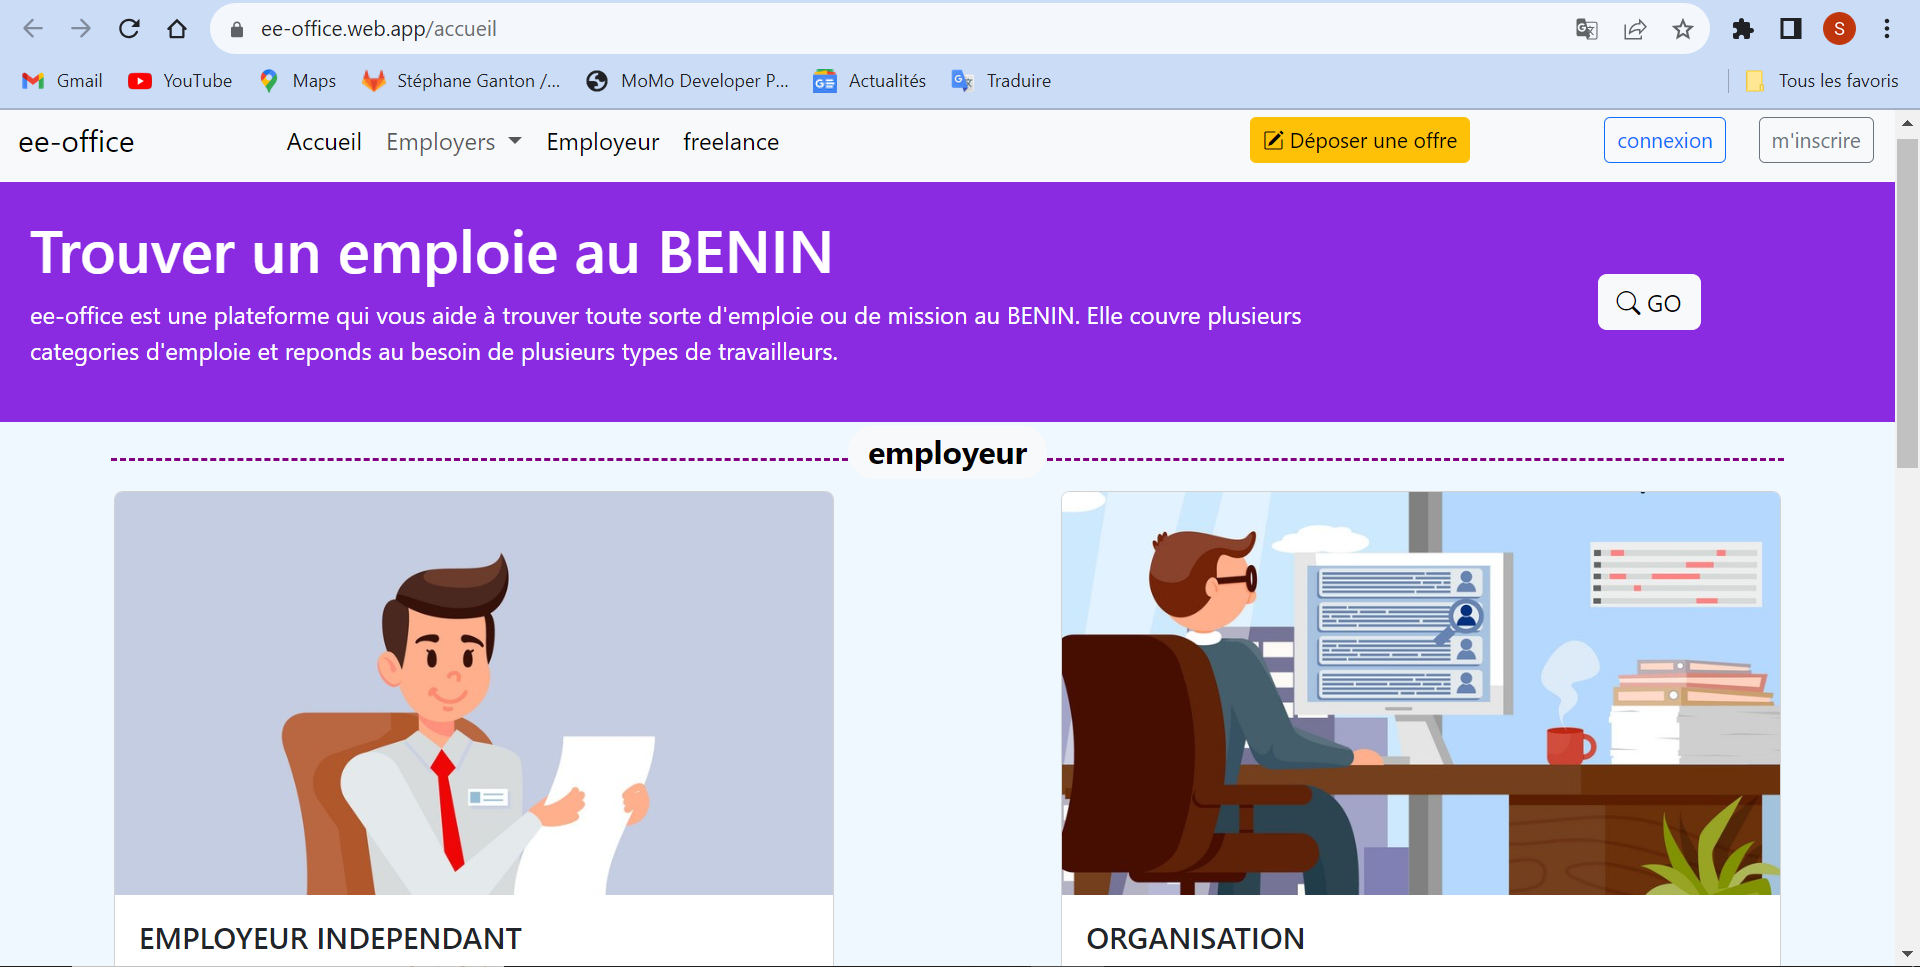 ee-office.web.app/accueil
S
Gmail
YouTube
Maps
Stéphane Ganton /...
MoMo Developer P...
Actualités
Traduire
Tous les favoris
ee-office
Accueil
Employers
Employeur
freelance
Déposer une offre
connexion
m'inscrire
Trouver un emploie au BENIN
ee-office est une plateforme qui vous aide à trouver toute sorte d'emploie ou de mission au BENIN. Elle couvre plusieurs
categories d'emploie et reponds au besoin de plusieurs types de travailleurs.
GO
employeur
EMPLOYEUR INDEPENDANT
ORGANISATION